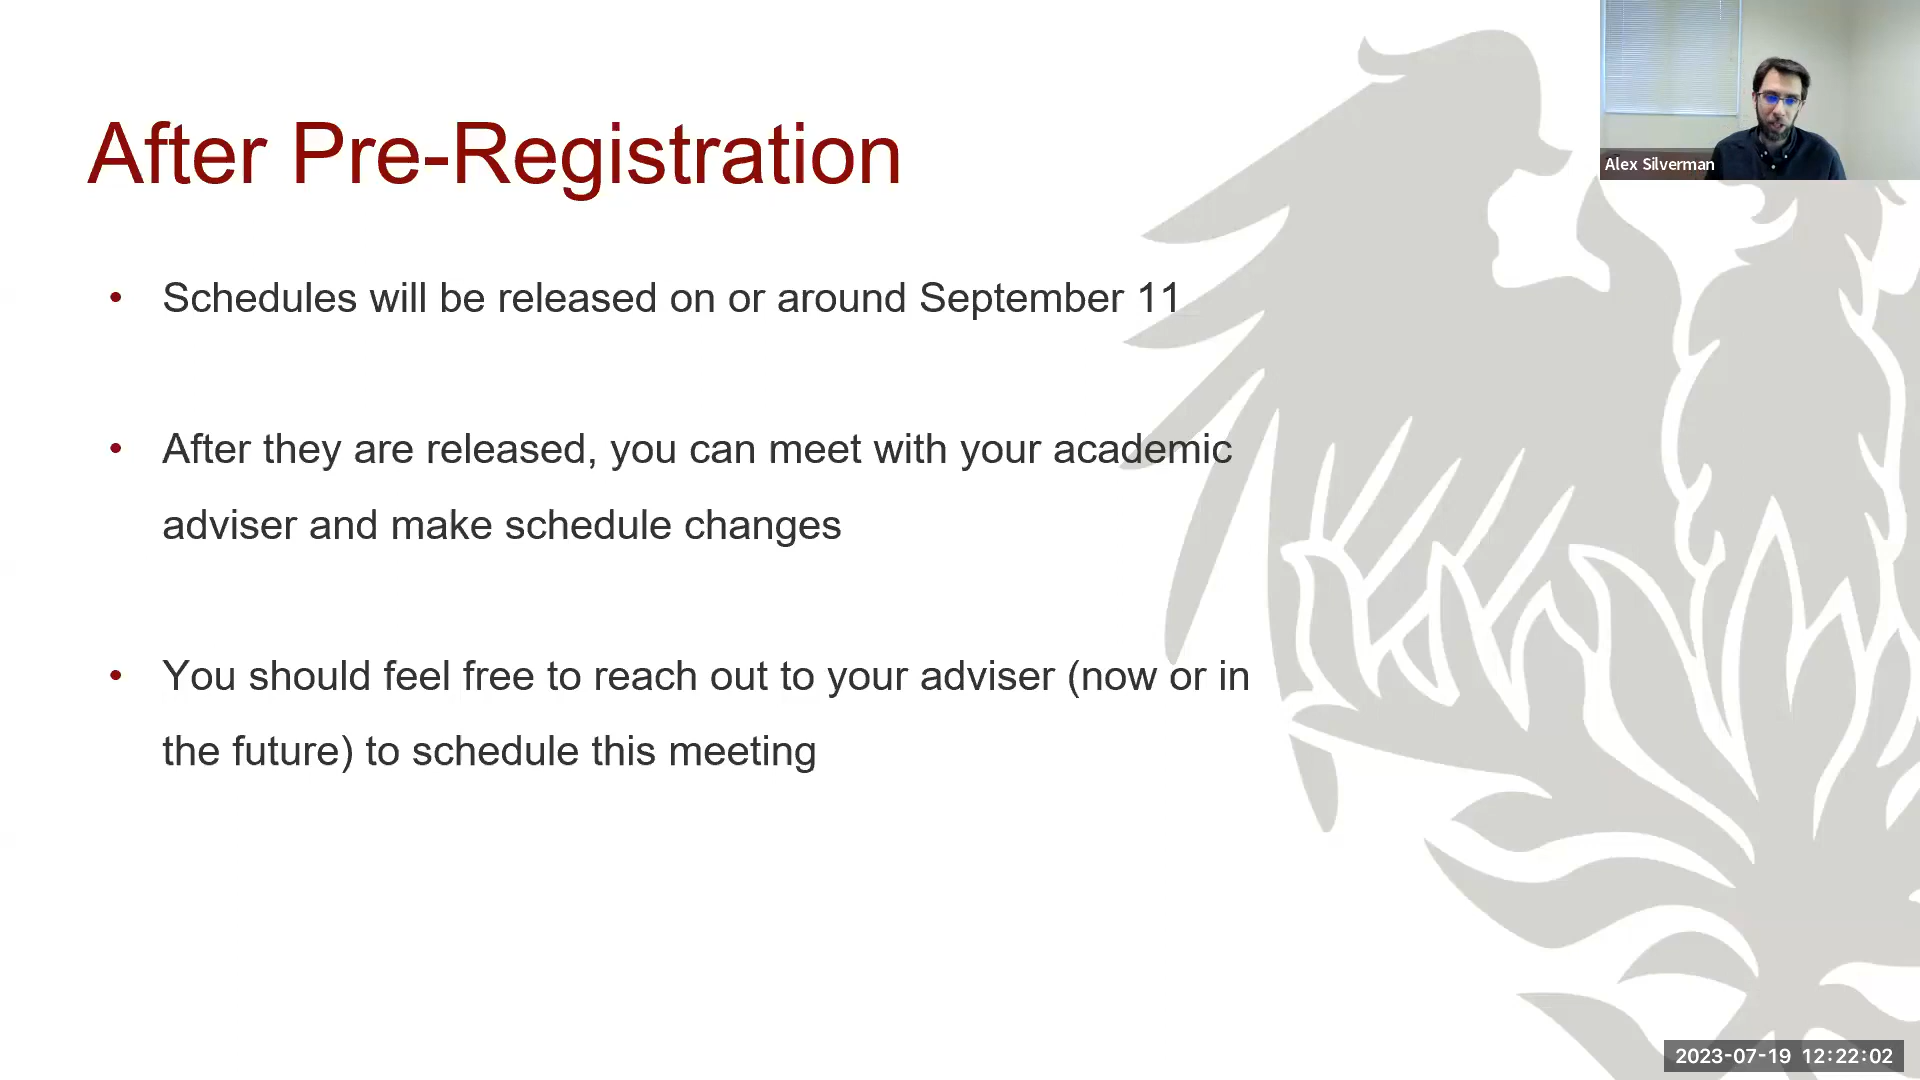 After Pre-Registration
Alex Silverman
• Schedules will be released on or around September 11
• After they are released, you can meet with your academic
adviser and make schedule changes
• You should feel free to reach out to your adviser (now or in
the future) to schedule this meeting
2023-07-19 12:22:02